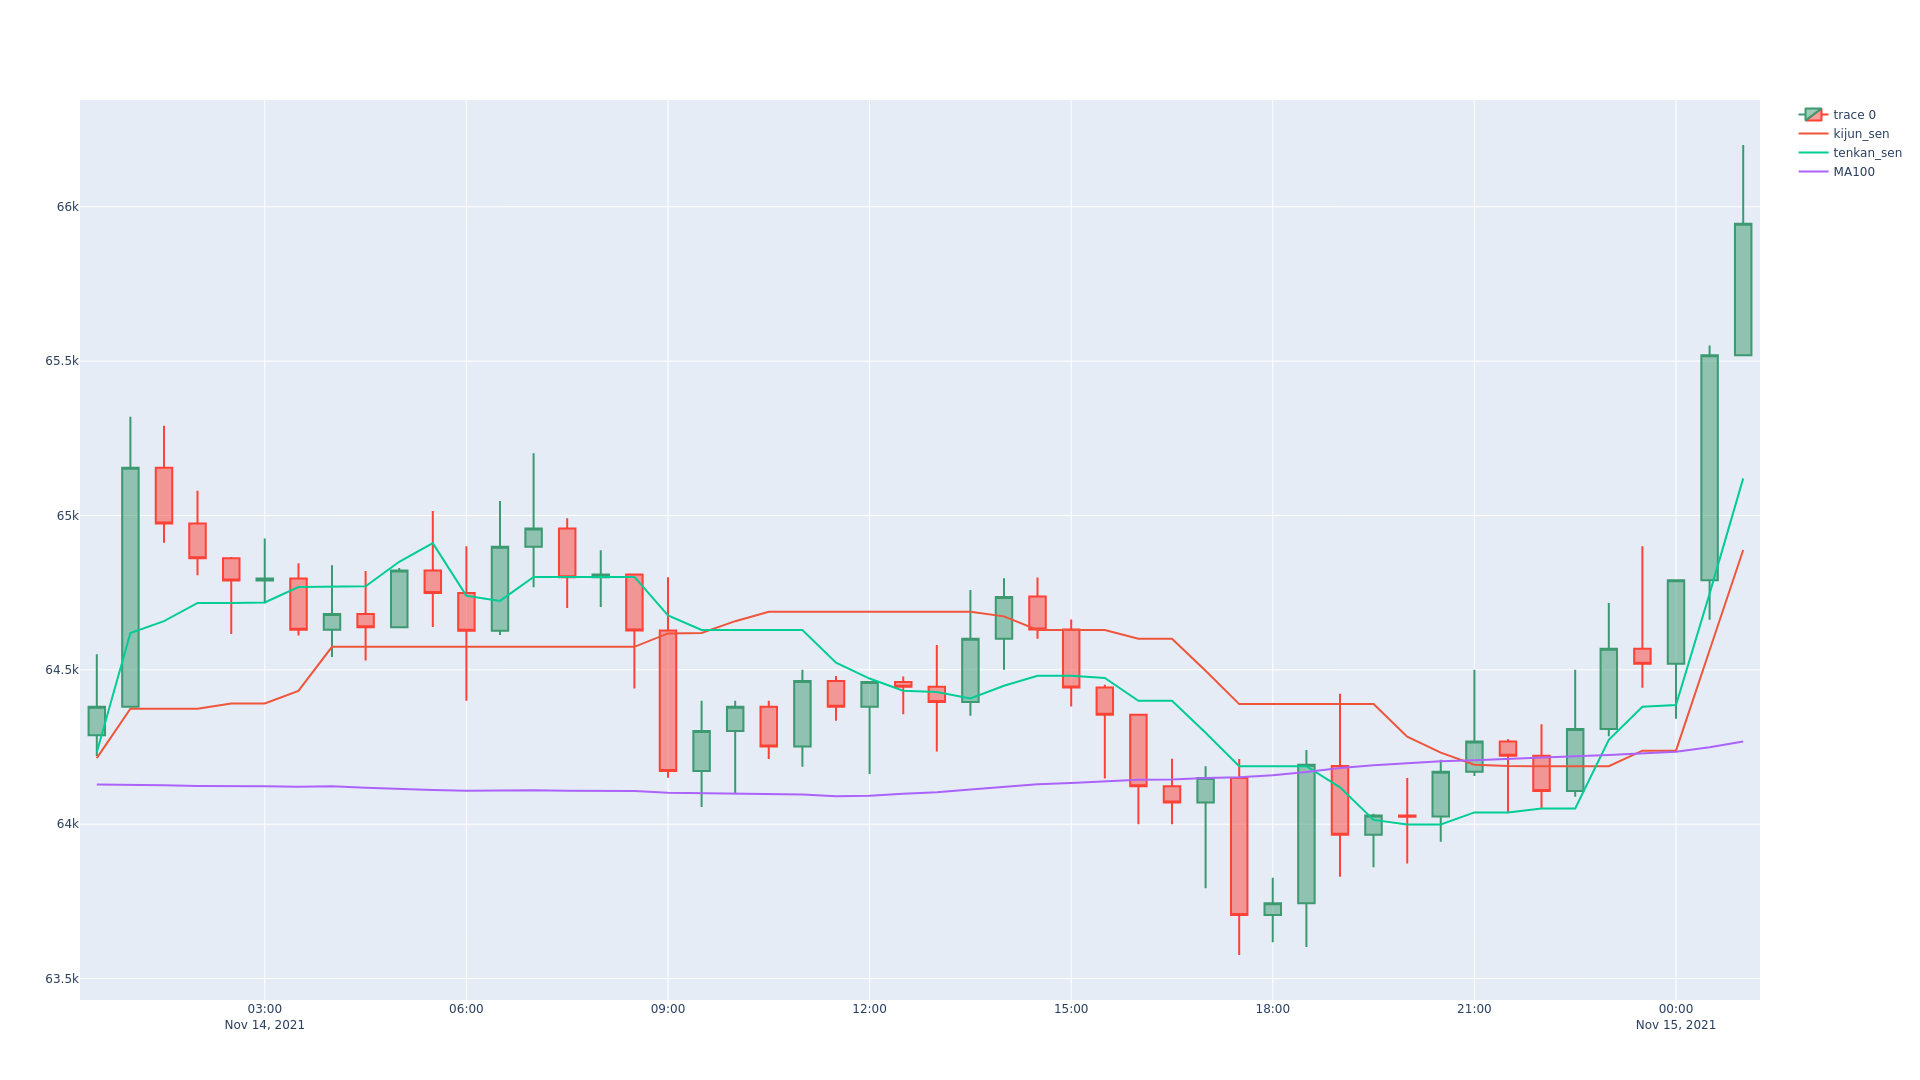 trace 0
kijun_sen
tenkan_sen
MA100
66k
65.5k
65k
64.5k
64k
63.5k
03:00 06:00 09:00 12:00 15:00 18:00 21:00 00:00
Nov 14, 2021 Nov 15, 2021